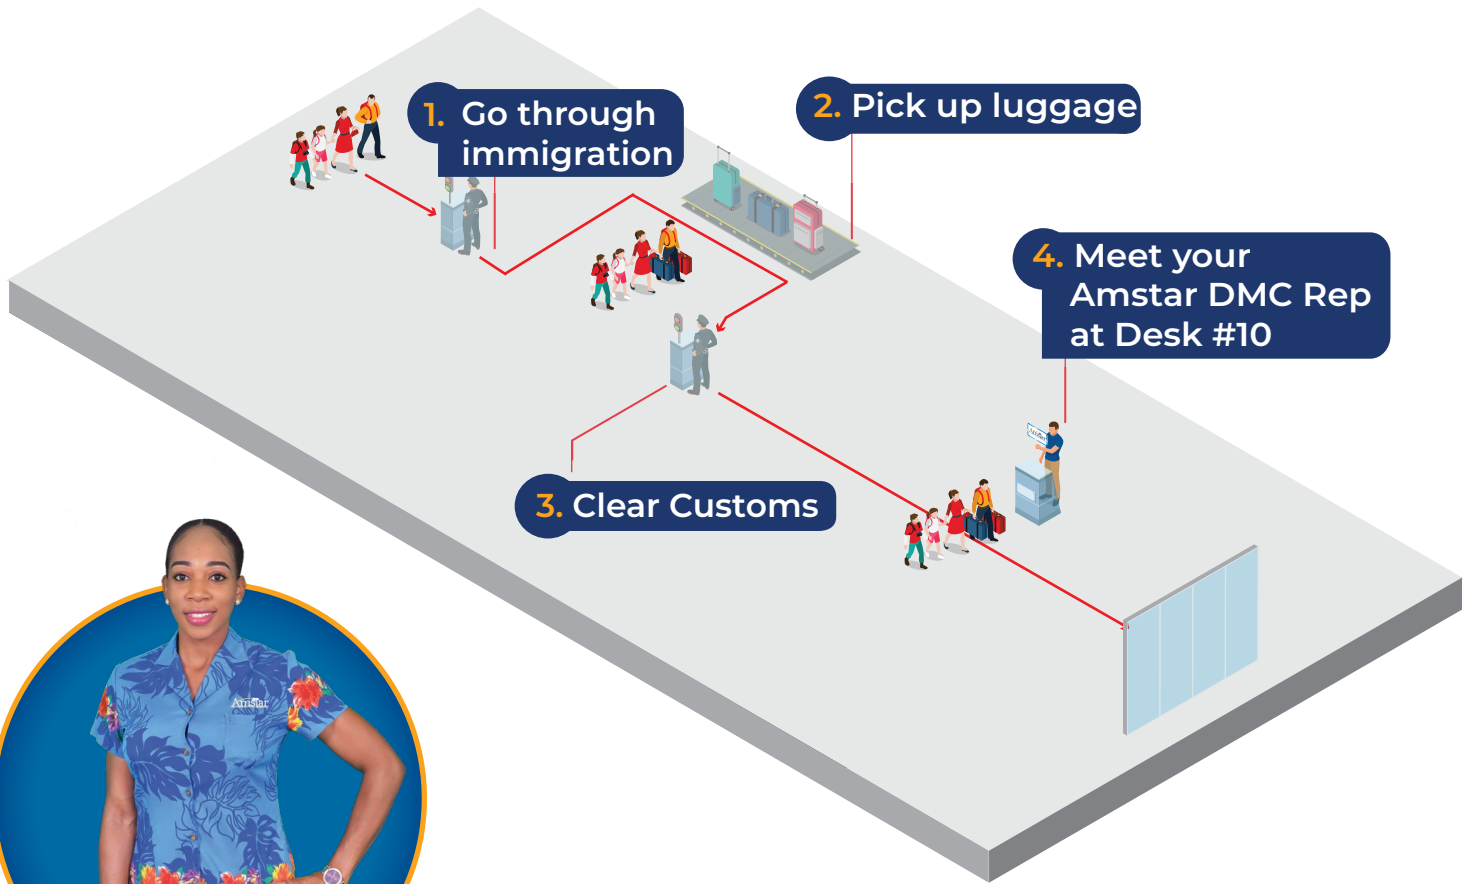 1. Go through
immigration
2. Pick up luggage
3. Clear Customs
4. Meet your
Amstar DMC Rep
at Desk #10
Amstar
Amstar